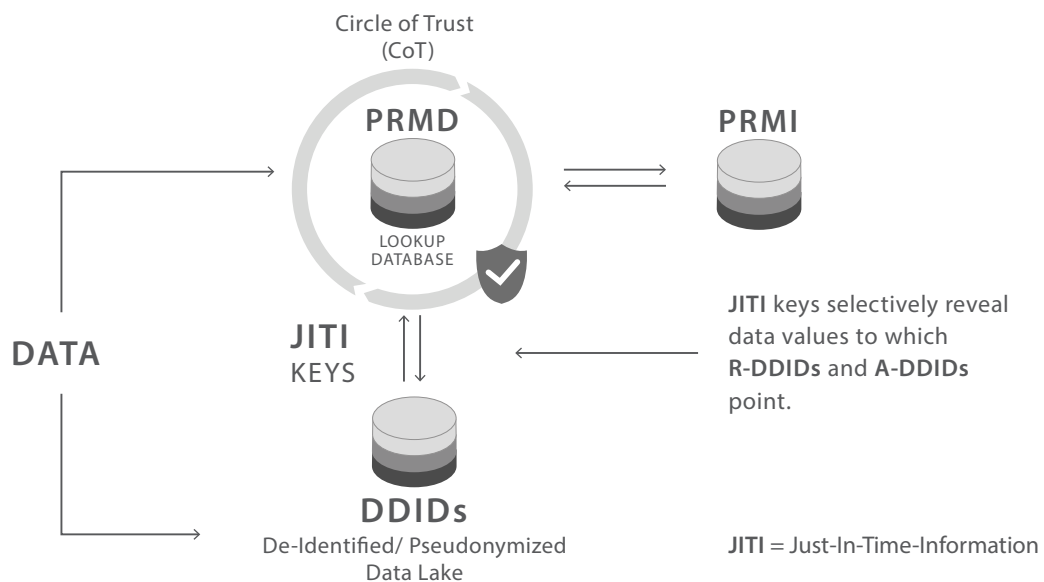 Circle of Trust
(CoT)
PRMD
LOOKUP
DATABASE
PRMI
DATA
JITI
KEYS
JITI keys selectively reveal
data values to which
R-DDIDs and A-DDIDs
point.
DDIDs
De-Identified/ Pseudonymized
Data Lake
JITI = Just-In-Time-Information